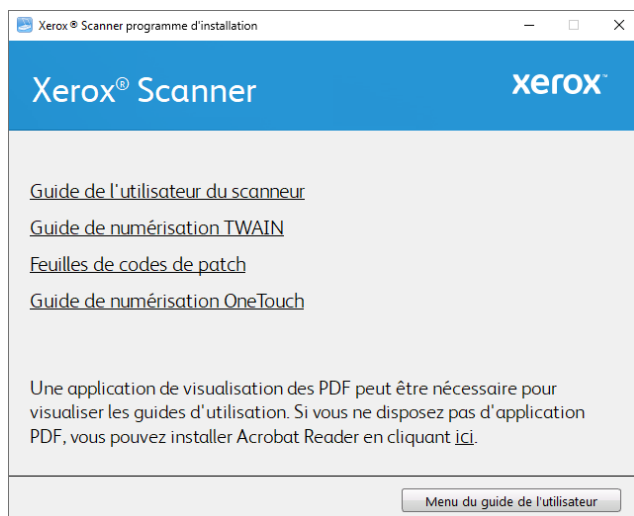 Xerox® Scanner programme d'installation
Xerox® Scanner
xerox™
Guide de l'utilisateur du scanneur
Guide de numérisation TWAIN
Feuilles de codes de patch
Guide de numérisation OneTouch
Une application de visualisation des PDF peut être nécessaire pour
visualiser les guides d'utilisation. Si vous ne disposez pas d'application
PDF, vous pouvez installer Acrobat Reader en cliquant ici.
Menu du guide de l'utilisateur